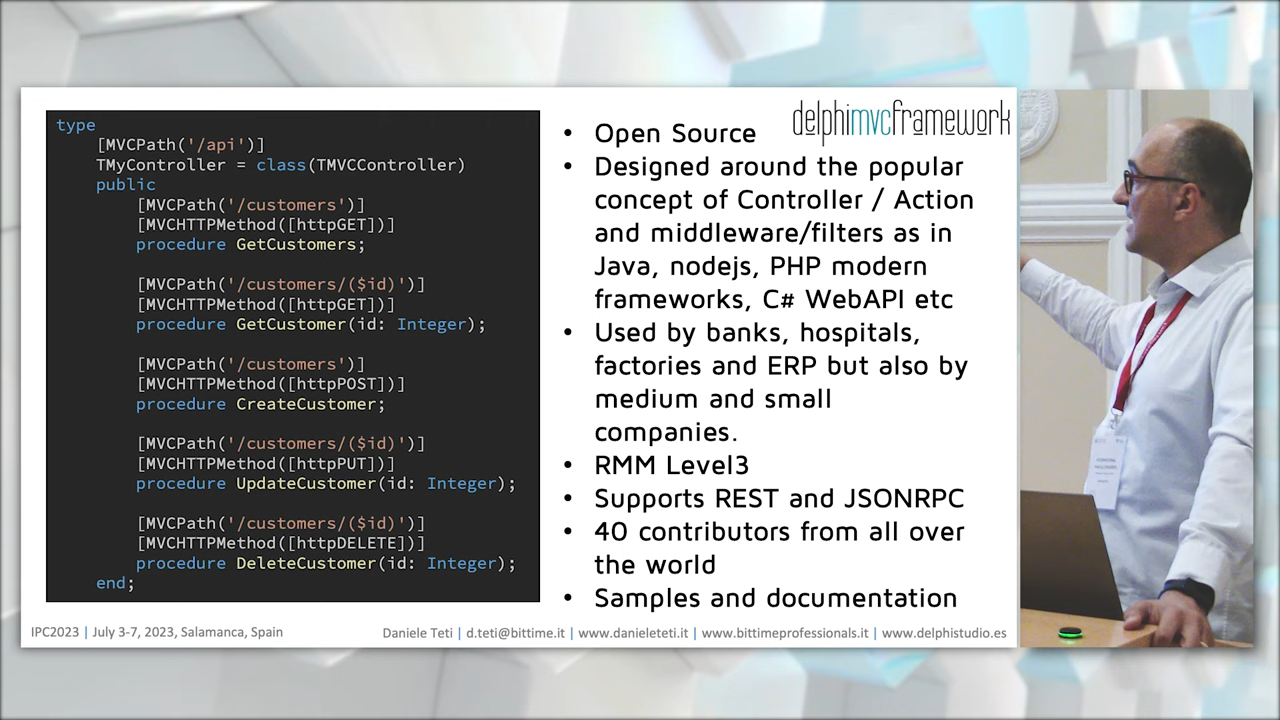 type
[MVCPath('/api')]
TMyController = class(TMVCController)
public
[MVCPath('/customers')]
[MVCHTTPMethod([httpGET])]
procedure GetCustomers;
[MVCPath('/customers/($id)')]
[MVCHTTPMethod([httpGET])]
procedure GetCustomer(id: Integer);
[MVCPath('/customers')]
[MVCHTTPMethod([httpPOST])]
procedure CreateCustomer;
[MVCPath('/customers/($id)')]
[MVCHTTPMethod([httpPUT])]
procedure UpdateCustomer(id: Integer);
[MVCPath('/customers/($id)')]
[MVCHTTPMethod([httpDELETE])]
procedure DeleteCustomer(id: Integer);
end;
delphimvcframework
• Open Source
• Designed around the popular
concept of Controller / Action
and middleware/filters as in
Java, nodejs, PHP modern
frameworks, C# WebAPI etc
• Used by banks, hospitals,
factories and ERP but also by
medium and small
companies.
• RMM Level3
• Supports REST and JSONRPC
• 40 contributors from all over
the world
• Samples and documentation
IPC2023 | July 3-7, 2023, Salamanca, Spain
Daniele Teti | d.teti@bittime.it | www.danieleteti.it | www.bittimeprofessionals.it | www.delphistudio.es